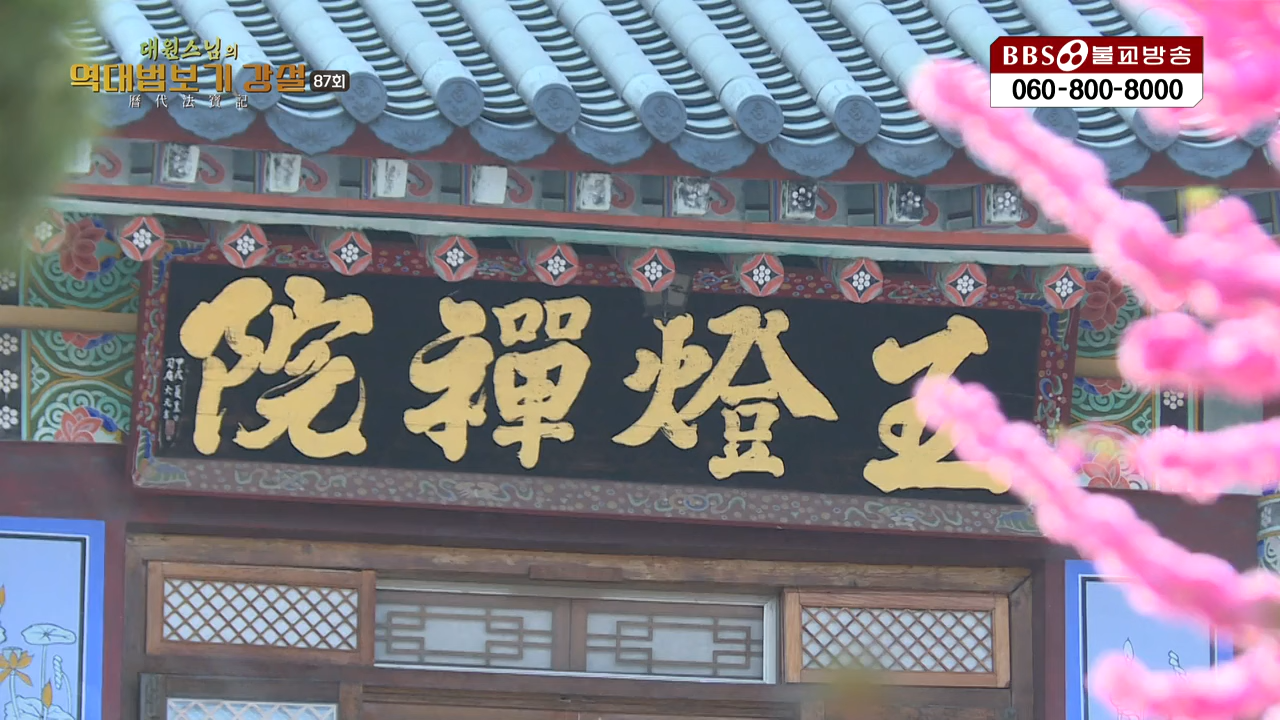 대원스님의
역대법보기 강설 87회
曆代法寶記
BBS 불교방송
060-800-8000
五燈禪院